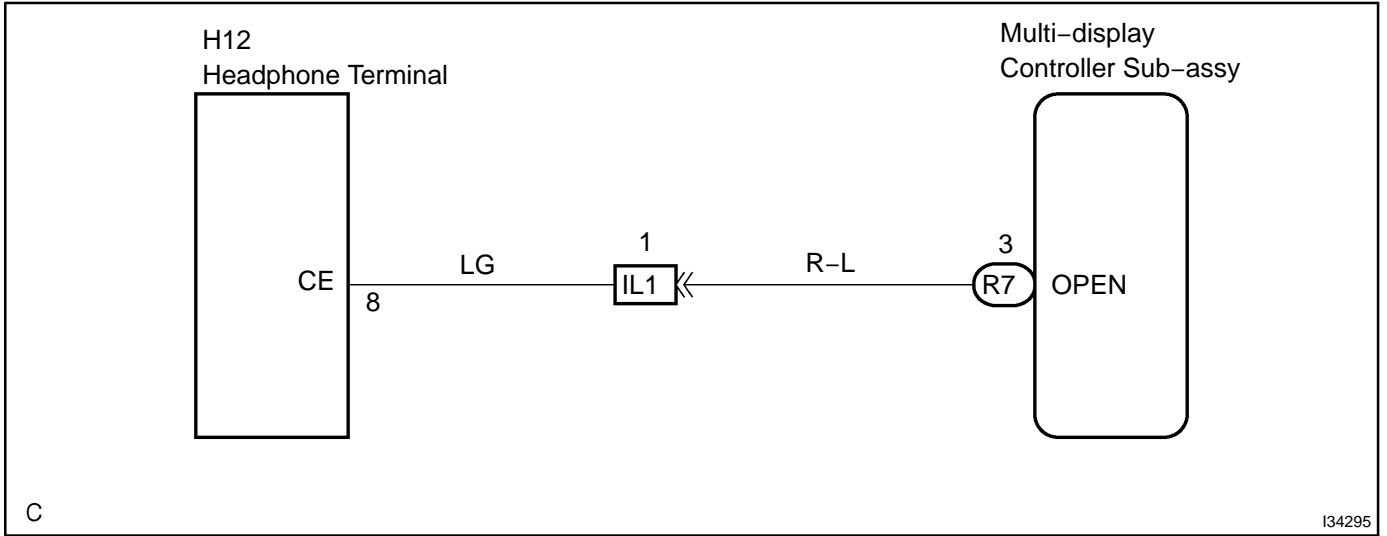 H12
Headphone Terminal
Multi−display
Controller Sub−assy
CE
8
LG
1
IL1
R−L
3
R7
OPEN
C
I34295